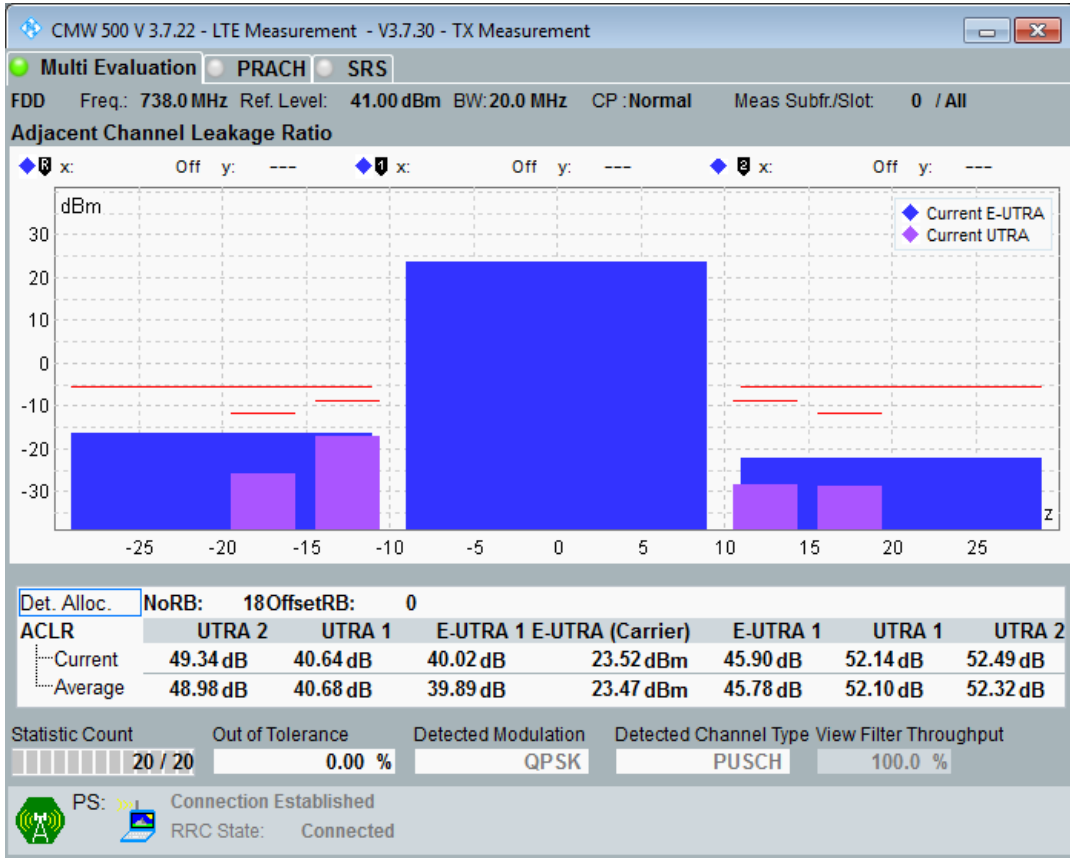 CMW 500 V 3.7.22 - LTE Measurement - V3.7.30 - TX Measurement
Multi Evaluation PRACH SRS
FDD Freq.: 738.0 MHz Ref. Level: 41.00 dBm BW: 20.0 MHz CP : Normal Meas Subfr./Slot: 0 / All
Adjacent Channel Leakage Ratio
R x: Off y: --- 1 x: Off y: --- 2 x: Off y: ---
dBm
Current E-UTRA
Current UTRA
30
20
10
0
-10
-20
-30
z
-25 -20 -15 -10 -5 0 5 10 15 20 25
Det. Alloc. NoRB: 18 OffsetRB: 0
ACLR UTRA 2 UTRA 1 E-UTRA 1 E-UTRA (Carrier) E-UTRA 1 UTRA 1 UTRA 2
Current 49.34 dB 40.64 dB 40.02 dB 23.52 dBm 45.90 dB 52.14 dB 52.49 dB
Average 48.98 dB 40.68 dB 39.89 dB 23.47 dBm 45.78 dB 52.10 dB 52.32 dB
Statistic Count Out of Tolerance Detected Modulation Detected Channel Type View Filter Throughput
20 / 20 0.00 % QPSK PUSCH 100.0 %
PS: Connection Established
RRC State: Connected